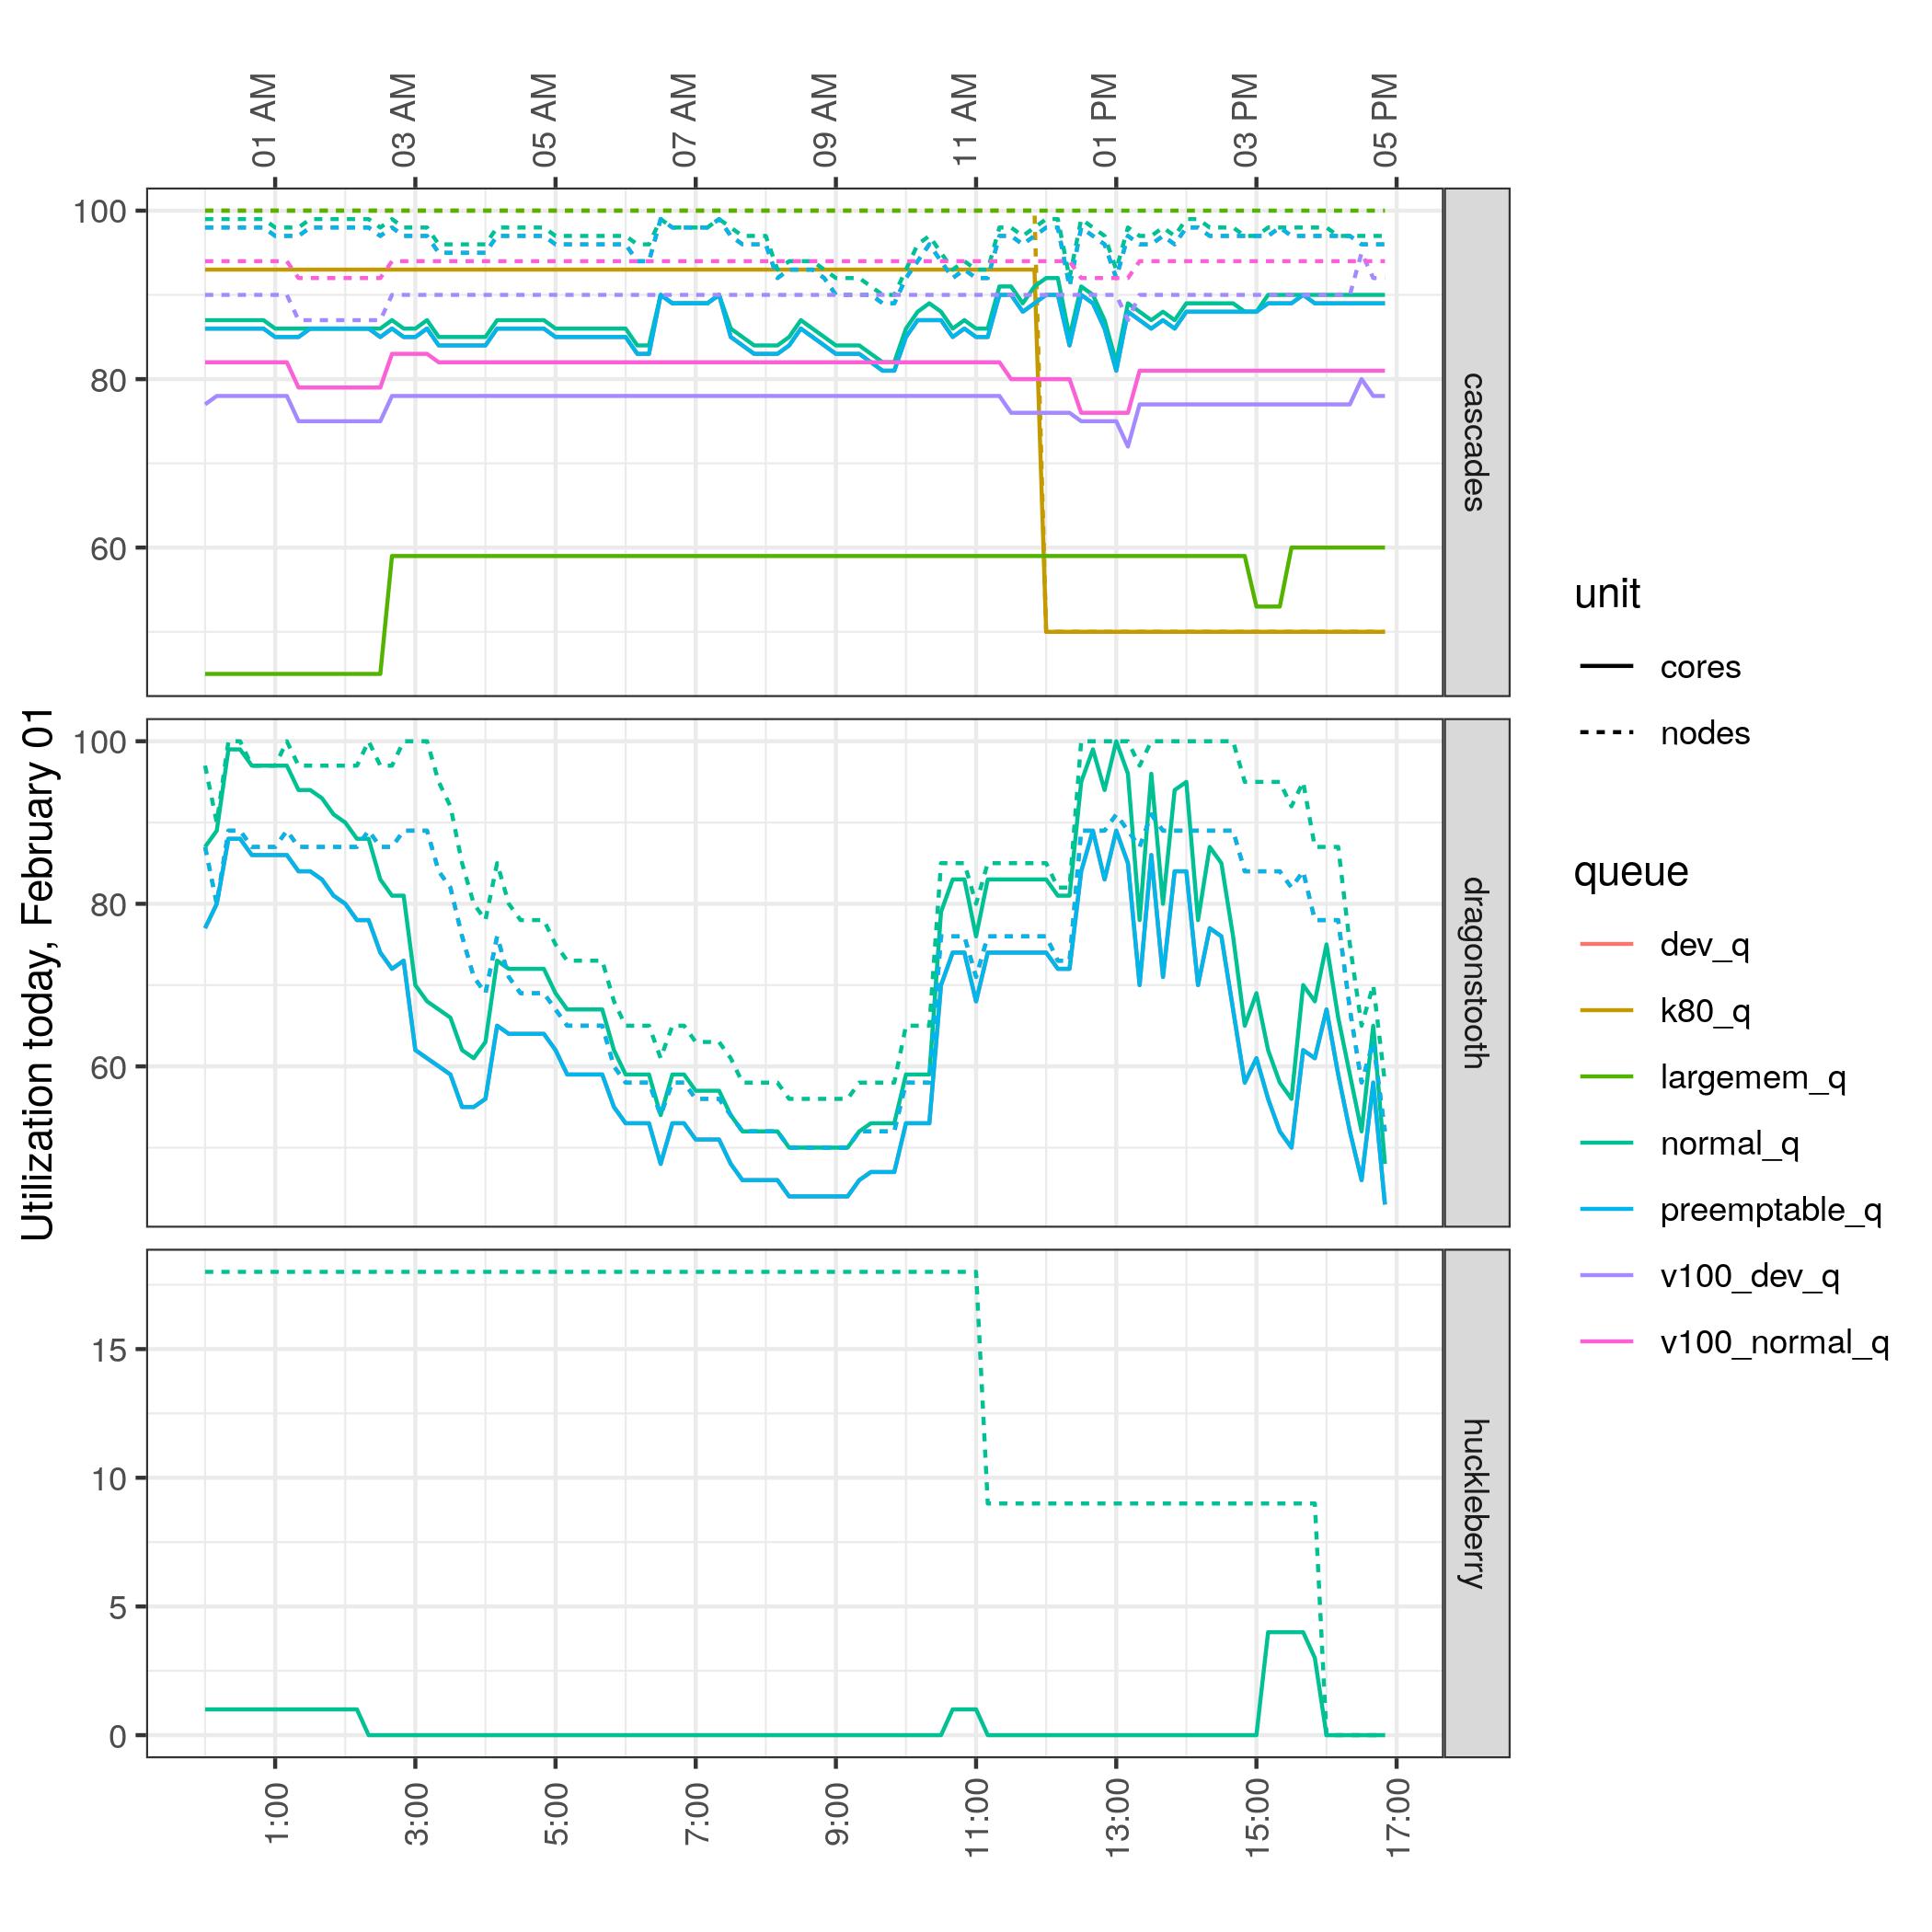 01 AM
03 AM
05 AM
07 AM
09 AM
11 AM
01 PM
03 PM
05 PM
Utilization today, February 01
100
80
60
cascades
100
80
60
dragonstooth
15
10
5
0
huckleberry
1:00
3:00
5:00
7:00
9:00
11:00
13:00
15:00
17:00
unit
cores
nodes
queue
dev_q
k80_q
largemem_q
normal_q
preemptable_q
v100_dev_q
v100_normal_q